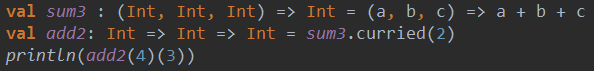 val sum3 : (Int, Int, Int) => Int = (a, b, c) => a + b + c
val add2: Int => Int => Int = sum3.curried(2)
println(add2(4)(3))